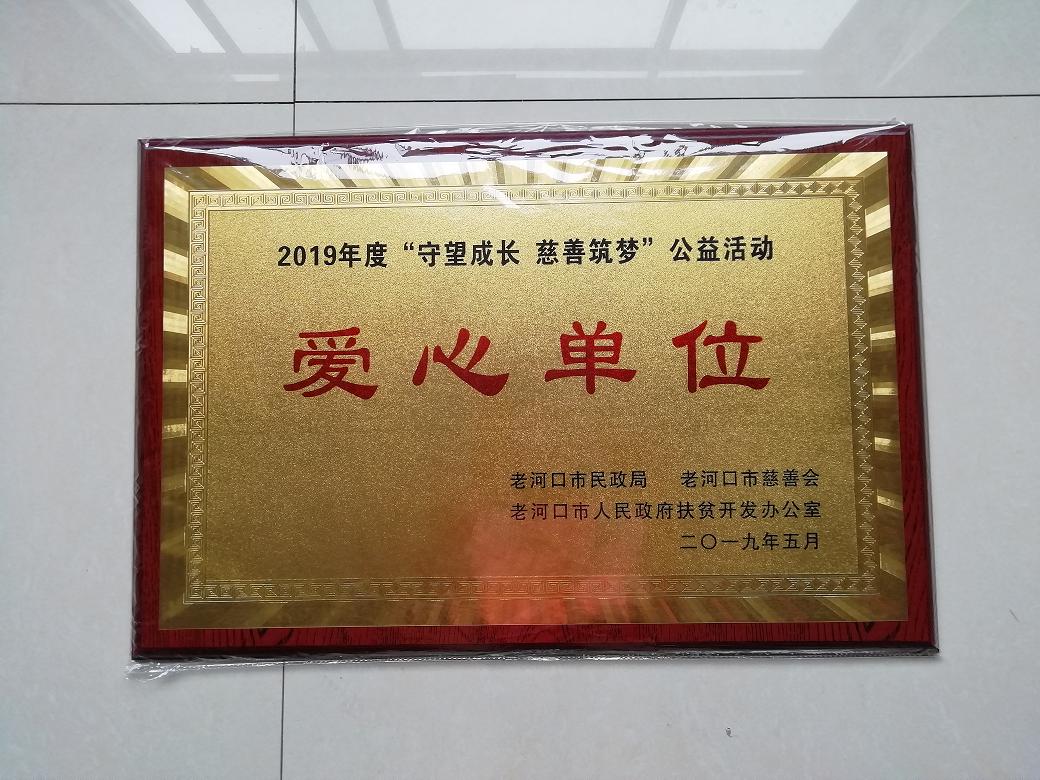 2019年度“守望成长 慈善筑梦”公益活动
爱心单位
老河口市民政局 老河口市慈善会
老河口市人民政府扶贫开发办公室
二〇一九年五月